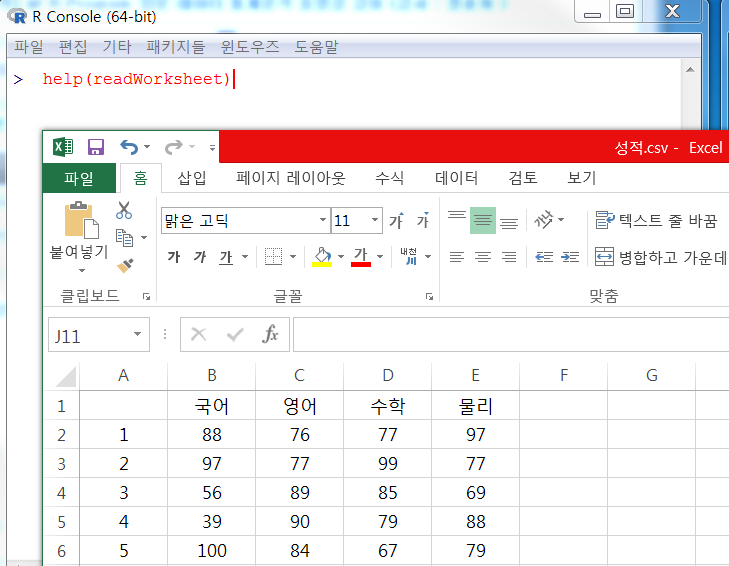 R Console (64-bit)
파일 편집 기타 패키지들 윈도우즈 도움말
> help(readWorksheet)
성적.csv - Excel
파일 홈 삽입 페이지 레이아웃 수식 데이터 검토 보기
붙여넣기
맑은 고딕 11 가 가
텍스트 줄 바꿈
가 가 가 가 내천 川
병합하고 가운데
클립보드 글꼴 맞춤
J11 fx
A B C D E F G
1 국어 영어 수학 물리
2 1 88 76 77 97
3 2 97 77 99 77
4 3 56 89 85 69
5 4 39 90 79 88
6 5 100 84 67 79